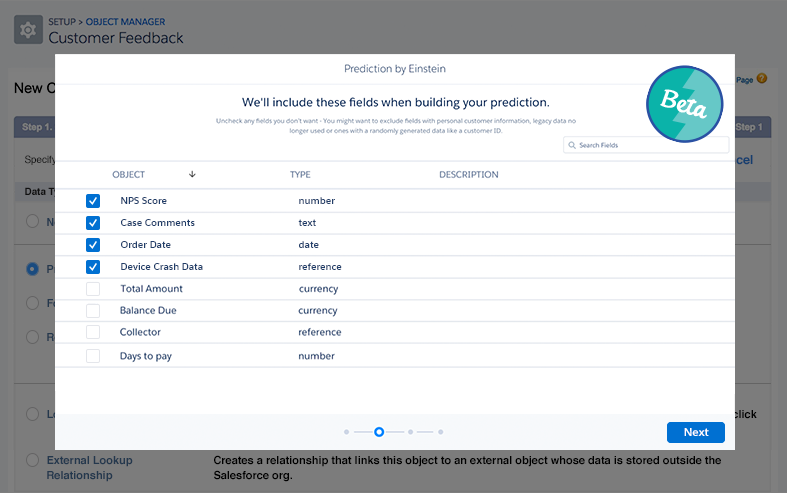 SETUP > OBJECT MANAGER
Customer Feedback
New C
Page ?
Step 1.
Step 1
Specify
cel
Data Ty
N
P
F
R
L
click
External Lookup
Relationship
Creates a relationship that links this object to an external object whose data is stored outside the
Salesforce org.
Prediction by Einstein
Beta
We'll include these fields when building your prediction.
Uncheck any fields you don't want - You might want to exclude fields with personal customer information, legacy data no
longer used or ones with a randomly generated data like a customer ID.
Search Fields
OBJECT TYPE DESCRIPTION
NPS Score number
Case Comments text
Order Date date
Device Crash Data reference
Total Amount currency
Balance Due currency
Collector reference
Days to pay number
Next